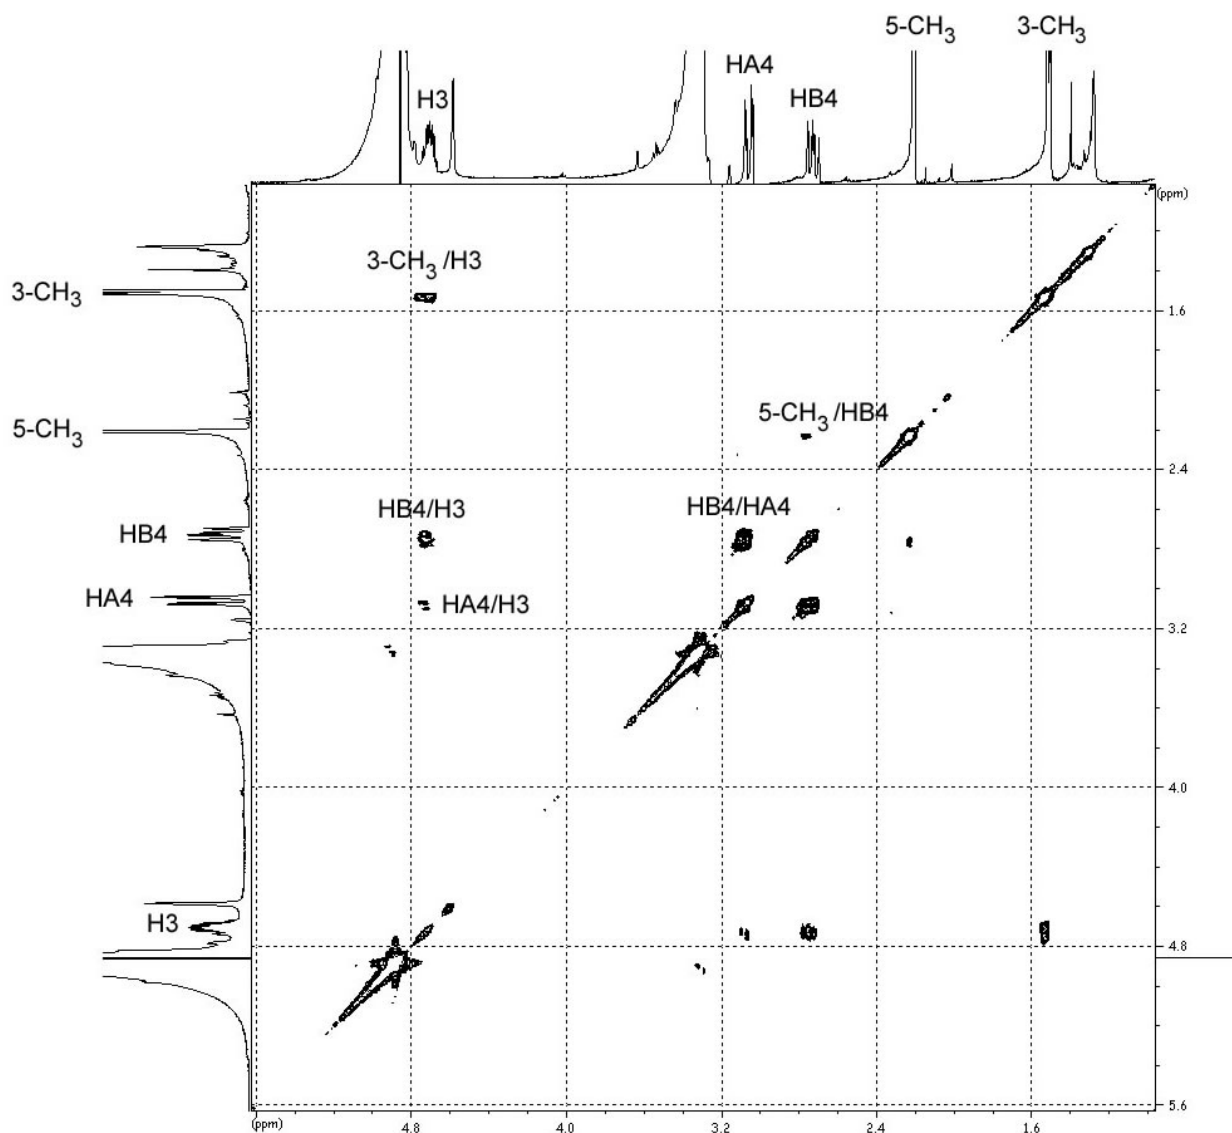 5-CH3
3-CH3
HA4
H3
HB4
(ppm)
3-CH3 /H3
3-CH3
1.6
5-CH3 /HB4
5-CH3
2.4
HB4/H3
HB4/HA4
HB4
HA4
HA4/H3
3.2
4.0
H3
4.8
5.6
(ppm)
4.8
4.0
3.2
2.4
1.6